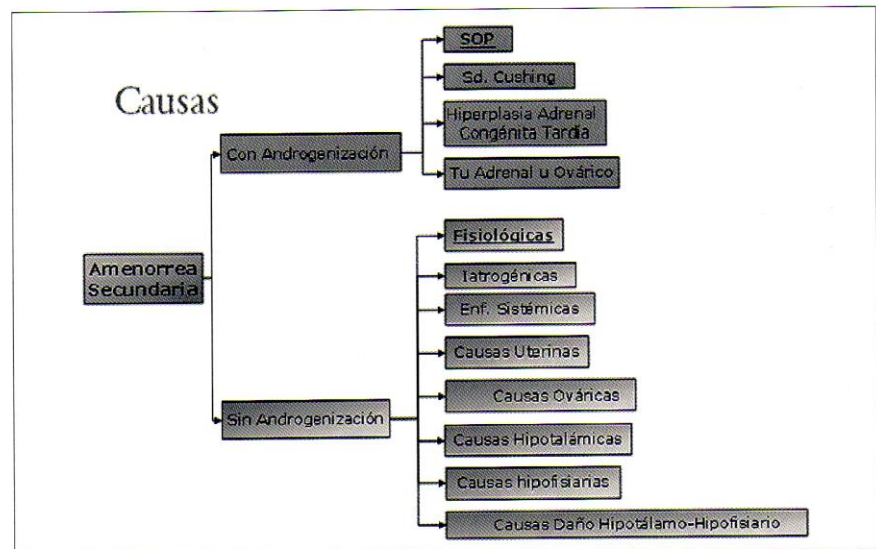 Causas
Amenorrea
Secundaria
Con Androgenización
SOP
Sd. Cushing
Hiperplasia Adrenal
Congénita Tardía
Tu Adrenal u Ovárico
Sin Androgenización
Fisiológicas
Iatrogénicas
Enf. Sistémicas
Causas Uterinas
Causas Ováricas
Causas Hipotalámicas
Causas hipofisiarias
Causas Daño Hipotálamo-Hipofisiario